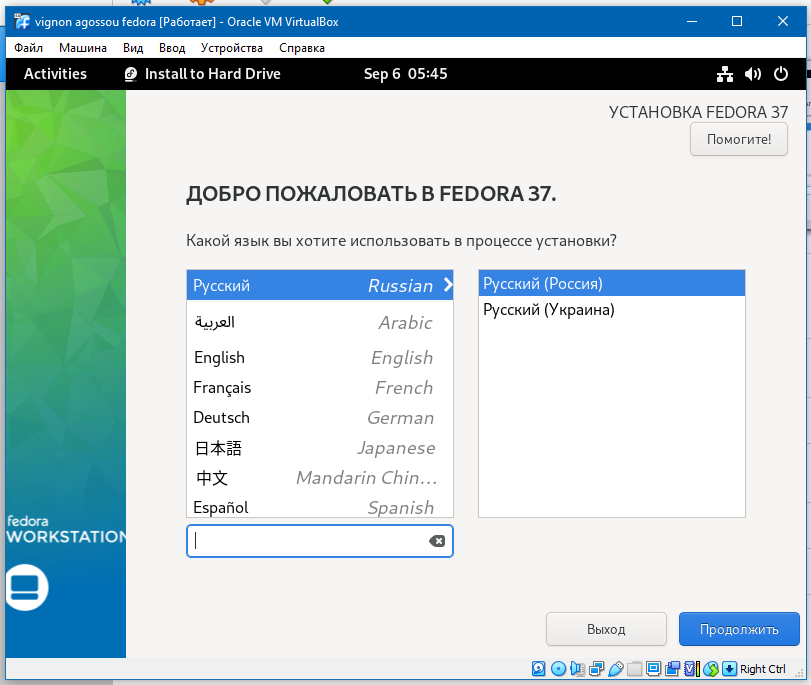 vignon agossou fedora [Работает] - Oracle VM VirtualBox
Файл Машина Вид Ввод Устройства Справка
Activities Install to Hard Drive Sep 6 05:45
УСТАНОВКА FEDORA 37
Помогите!
ДОБРО ПОЖАЛОВАТЬ В FEDORA 37.
Какой язык вы хотите использовать в процессе установки?
Русский Russian
العربية Arabic
English English
Français French
Deutsch German
日本語 Japanese
中文 Mandarin Chin...
Español Spanish
Русский (Россия)
Русский (Украина)
fedora
WORKSTATION
Выход Продолжить
Right Ctrl